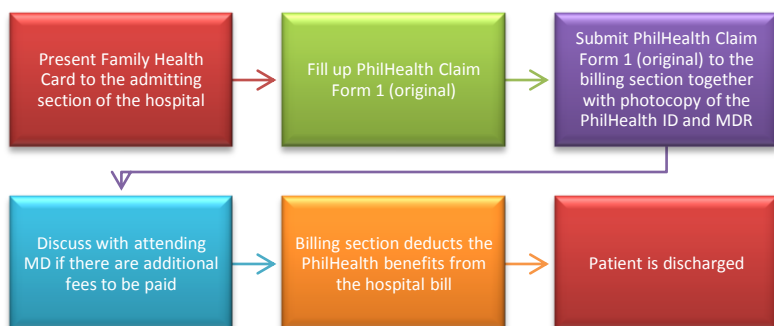 Present Family Health
Card to the admitting
section of the hospital
Fill up PhilHealth Claim
Form 1 (original)
Submit PhilHealth Claim
Form 1 (original) to the
billing section together
with photocopy of the
PhilHealth ID and MDR
Discuss with attending
MD if there are additional
fees to be paid
Billing section deducts the
PhilHealth benefits from
the hospital bill
Patient is discharged